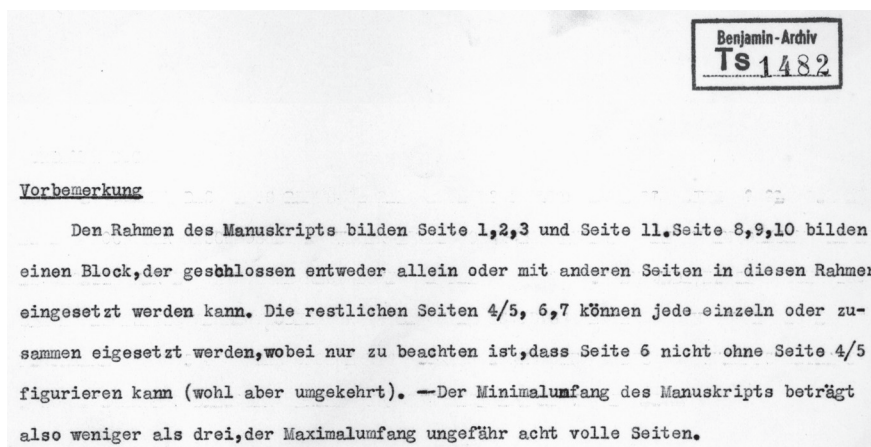 Benjamin-Archiv
Ts 1482
Vorbemerkung
Den Rahmen des Manuskripts bilden Seite 1,2,3 und Seite 11.Seite 8,9,10 bilden
einen Block,der geschlossen entweder allein oder mit anderen Seiten in diesen Rahmen
eingesetzt werden kann. Die restlichen Seiten 4/5, 6,7 können jede einzeln oder zu-
sammen eigesetzt werden,wobei nur zu beachten ist,dass Seite 6 nicht ohne Seite 4/5
figurieren kann (wohl aber umgekehrt). —Der Minimalumfang des Manuskripts beträgt
also weniger als drei,der Maximalumfang ungefähr acht volle Seiten.